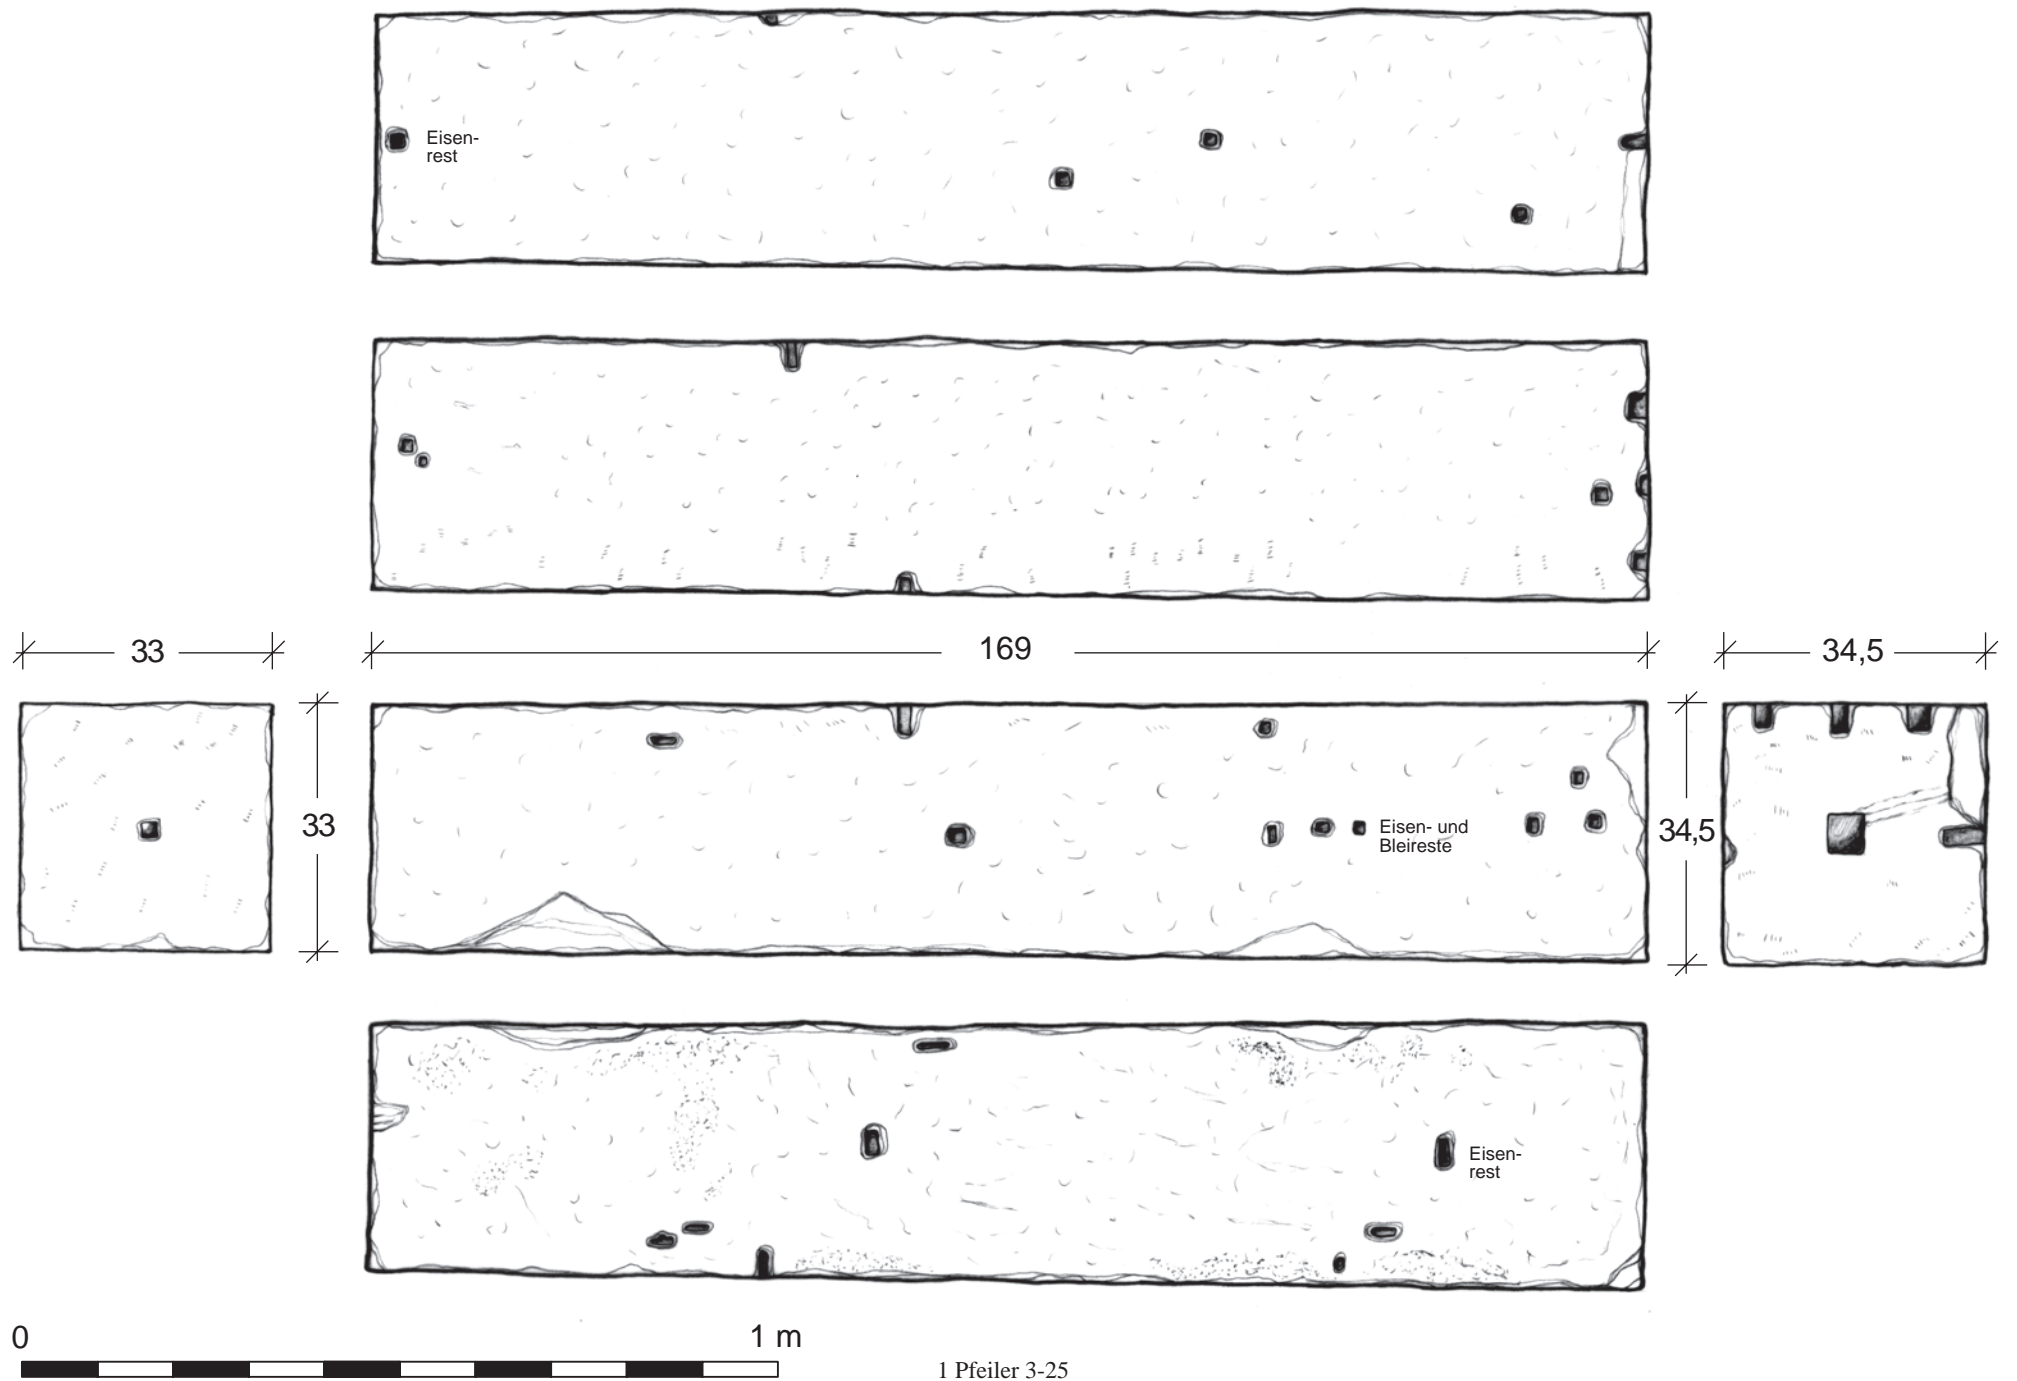 Eisen-
rest
33
169
34,5
33
34,5
Eisen- und
Bleireste
Eisen-
rest
0
1 m
1 Pfeiler 3-25